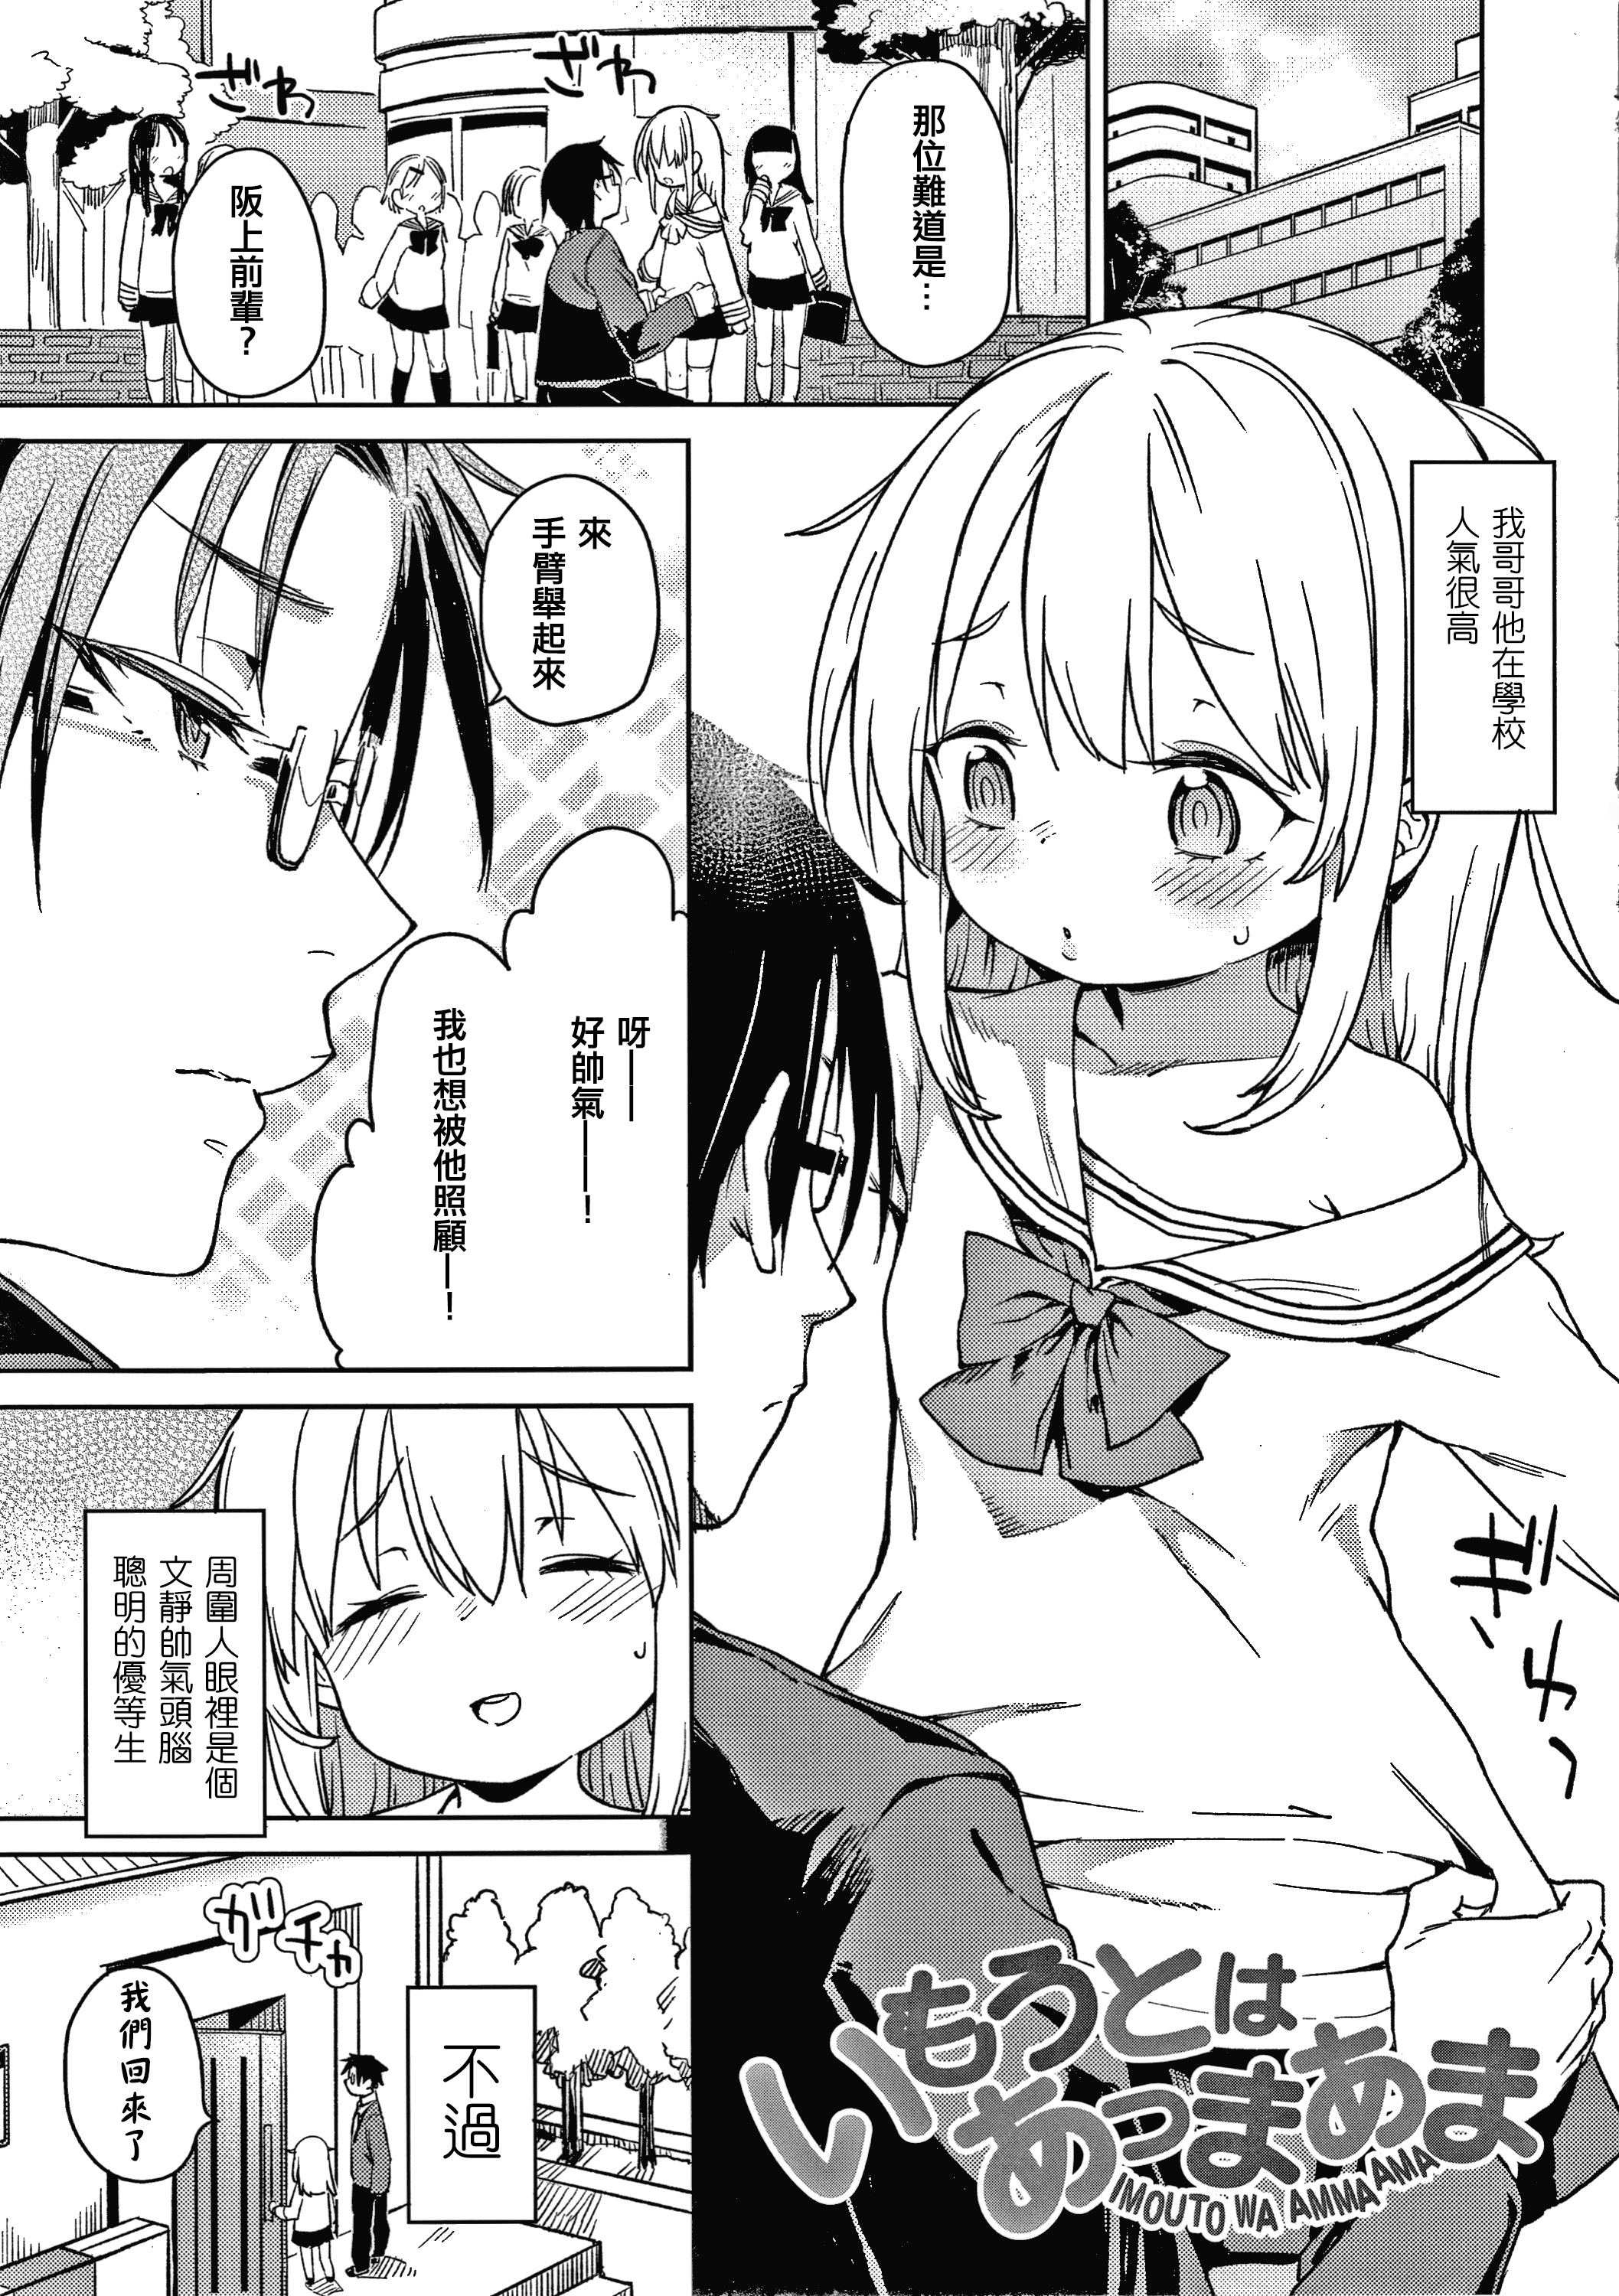 那位難道是…
ざわ
ざわ
阪上前輩？
我哥哥他在學校
人氣很高
ぎゅっ
いもうとは
あっまあま
IMOUTO WA AMMAAMA
來
手臂舉起來
呀——
好帥氣——！
我也想被他照顧—！
周圍人眼裡是個
文靜帥氣頭腦
聰明的優等生
不過
ガチャ
我們回來了